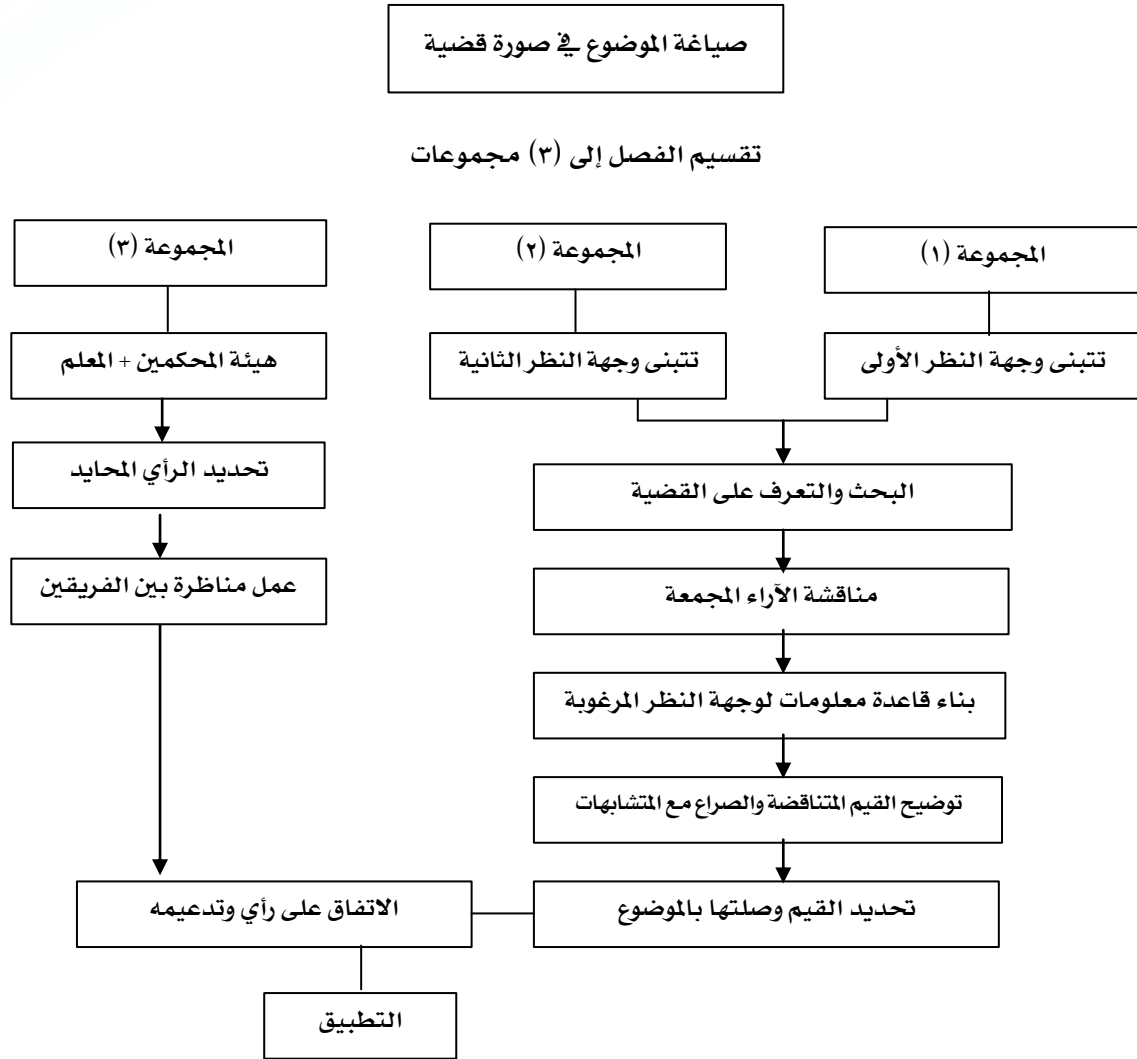 صياغة الموضوع في صورة قضية
تقسيم الفصل إلى (٣) مجموعات
المجموعة (١)
المجموعة (٢)
المجموعة (٣)
تتبنى وجهة النظر الأولى
تتبنى وجهة النظر الثانية
هيئة المحكمين + المعلم
تحديد الرأي المحايد
البحث والتعرف على القضية
عمل مناظرة بين الفريقين
مناقشة الآراء المجمعة
بناء قاعدة معلومات لوجهة النظر المرغوبة
توضيح القيم المتناقضة والصراع مع المتشابهات
تحديد القيم وصلتها بالموضوع
الاتفاق على رأي وتدعيمه
التطبيق